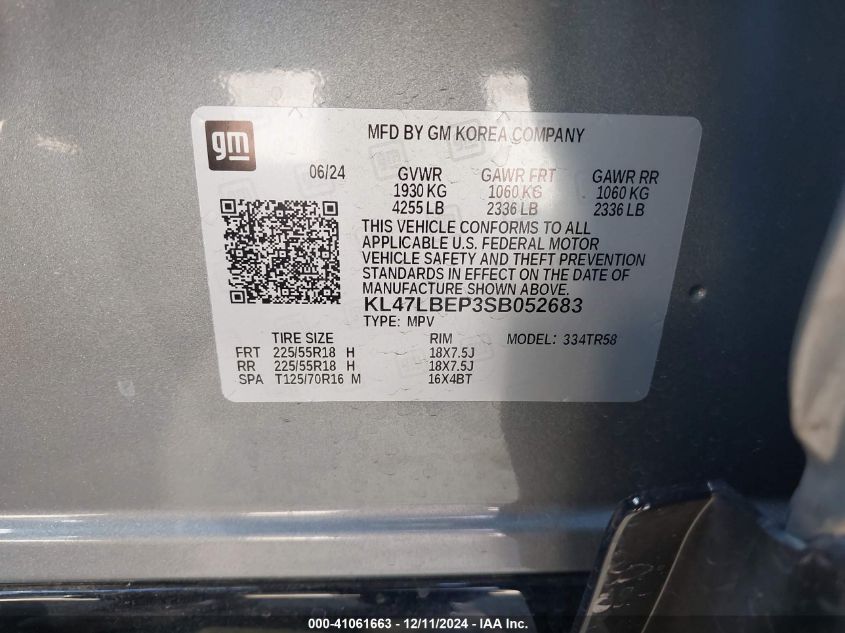 gm
MFD BY GM KOREA COMPANY
06/24
GVWR GAWR FRT GAWR RR
1930 KG 1060 KG 1060 KG
4255 LB 2336 LB 2336 LB
THIS VEHICLE CONFORMS TO ALL
APPLICABLE U.S. FEDERAL MOTOR
VEHICLE SAFETY AND THEFT PREVENTION
STANDARDS IN EFFECT ON THE DATE OF
MANUFACTURE SHOWN ABOVE.
KL47LBEP3SB052683
TYPE: MPV
TIRE SIZE RIM MODEL: 334TR58
FRT 225/55R18 H 18X7.5J
RR 225/55R18 H 18X7.5J
SPA T125/70R16 M 16X4BT
000-41061663 - 12/11/2024 - IAA Inc.